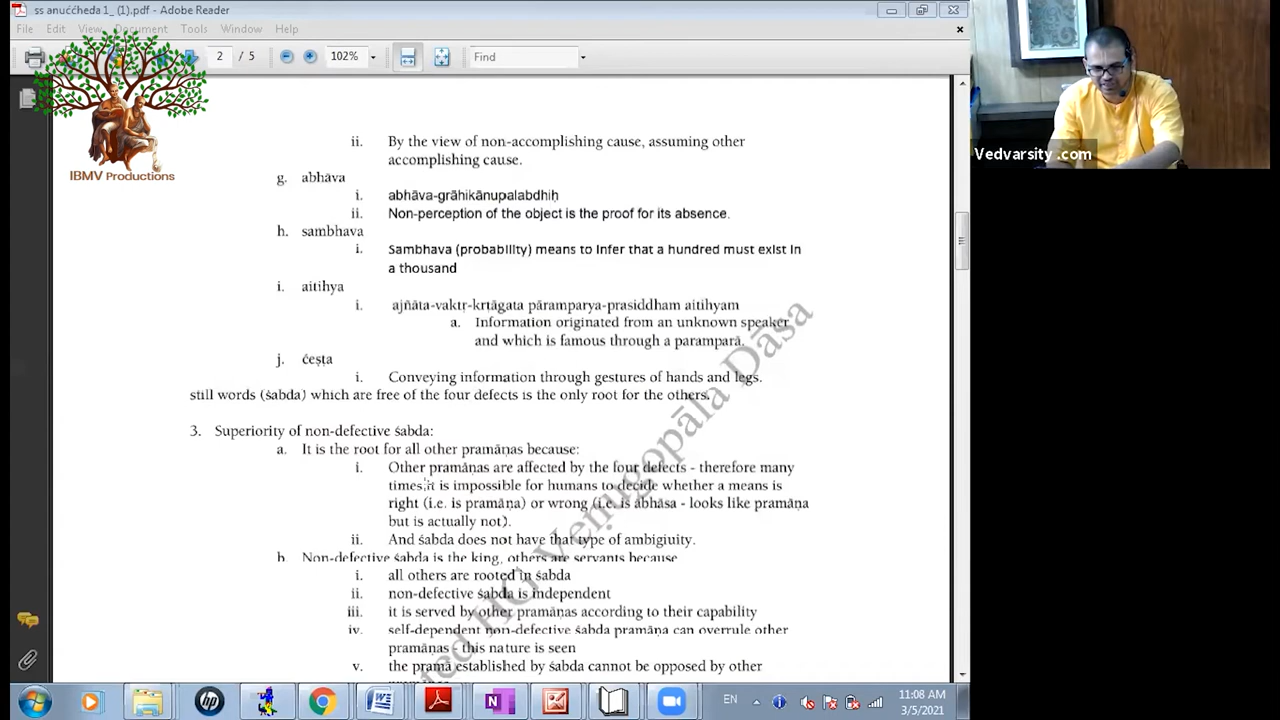 ss anuććheda 1_ (1).pdf - Adobe Reader
File Edit View Document Tools Window Help
2 / 5 102% Find
IBMV Productions
Vedvarsity .com
ii. By the view of non-accomplishing cause, assuming other
accomplishing cause.
g. abhāva
i. abhāva-grāhikānupalabdhiḥ
ii. Non-perception of the object is the proof for its absence.
h. sambhava
i. Sambhava (probability) means to infer that a hundred must exist in
a thousand
i. aitihya
i. ajñāta-vaktṛ-kṛtāgata pāramparya-prasiddham aitihyam
a. Information originated from an unknown speaker
and which is famous through a paramparā.
j. ćeṣṭa
i. Conveying information through gestures of hands and legs.
still words (śabda) which are free of the four defects is the only root for the others.
3. Superiority of non-defective śabda:
a. It is the root for all other pramāṇas because:
i. Other pramāṇas are affected by the four defects - therefore many
times it is impossible for humans to decide whether a means is
right (i.e. is pramāṇa) or wrong (i.e. is ābhāsa - looks like pramāṇa
but is actually not).
ii. And śabda does not have that type of ambigiuity.
b. Non-defective śabda is the king, others are servants because
i. all others are rooted in śabda
ii. non-defective śabda is independent
iii. it is served by other pramāṇas according to their capability
iv. self-dependent non-defective śabda pramāṇa can overrule other
pramāṇas - this nature is seen
v. the pramā established by śabda cannot be opposed by other
HG Veṇugopāla Dāsa
EN
11:08 AM
3/5/2021